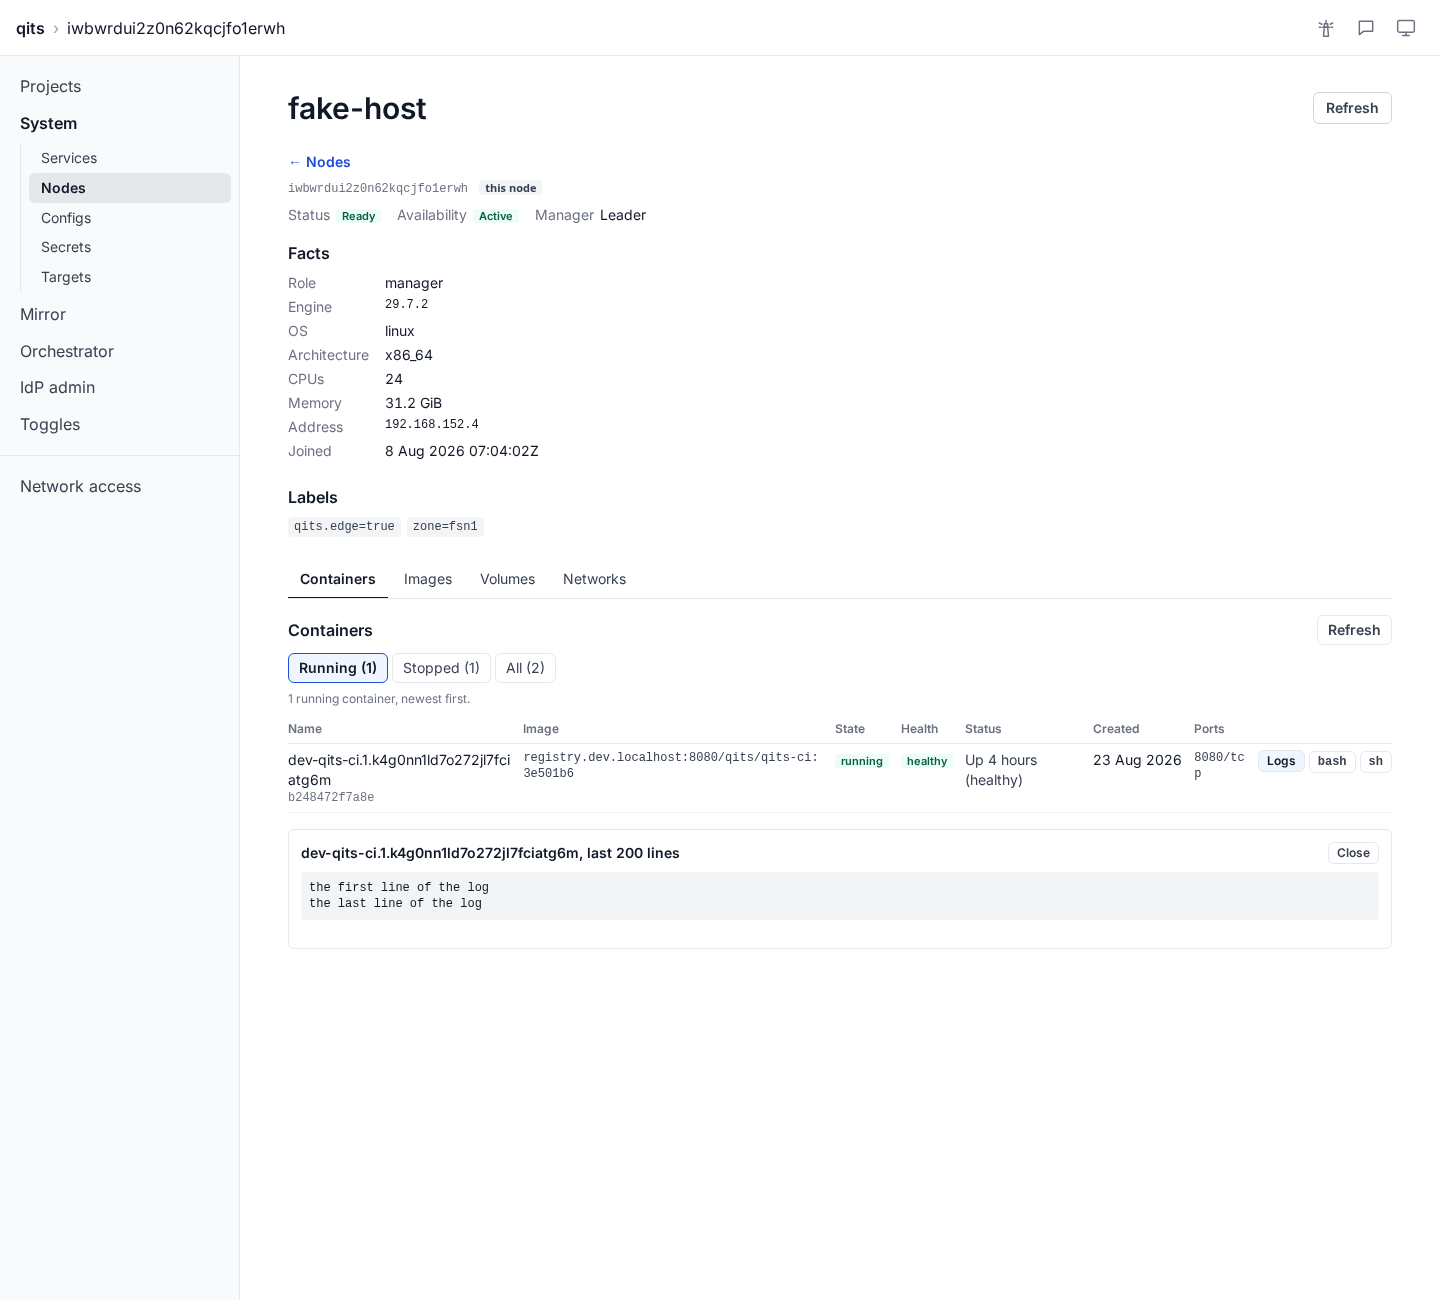 qits › iwbwrdui2z0n62kqcjfo1erwh
Projects
System
Services
Nodes
Configs
Secrets
Targets
Mirror
Orchestrator
IdP admin
Toggles
Network access
fake-host
Refresh
← Nodes
iwbwrdui2z0n62kqcjfo1erwh this node
Status Ready Availability Active Manager Leader
Facts
Role manager
Engine 29.7.2
OS linux
Architecture x86_64
CPUs 24
Memory 31.2 GiB
Address 192.168.152.4
Joined 8 Aug 2026 07:04:02Z
Labels
qits.edge=true zone=fsn1
Containers Images Volumes Networks
Containers
Refresh
Running (1) Stopped (1) All (2)
1 running container, newest first.
Name Image State Health Status Created Ports
dev-qits-ci.1.k4g0nn1ld7o272jl7fci registry.dev.localhost:8080/qits/qits-ci: running healthy Up 4 hours 23 Aug 2026 8080/tc Logs bash sh
atg6m 3e501b6 (healthy) p
b248472f7a8e
dev-qits-ci.1.k4g0nn1ld7o272jl7fciatg6m, last 200 lines
Close
the first line of the log
the last line of the log